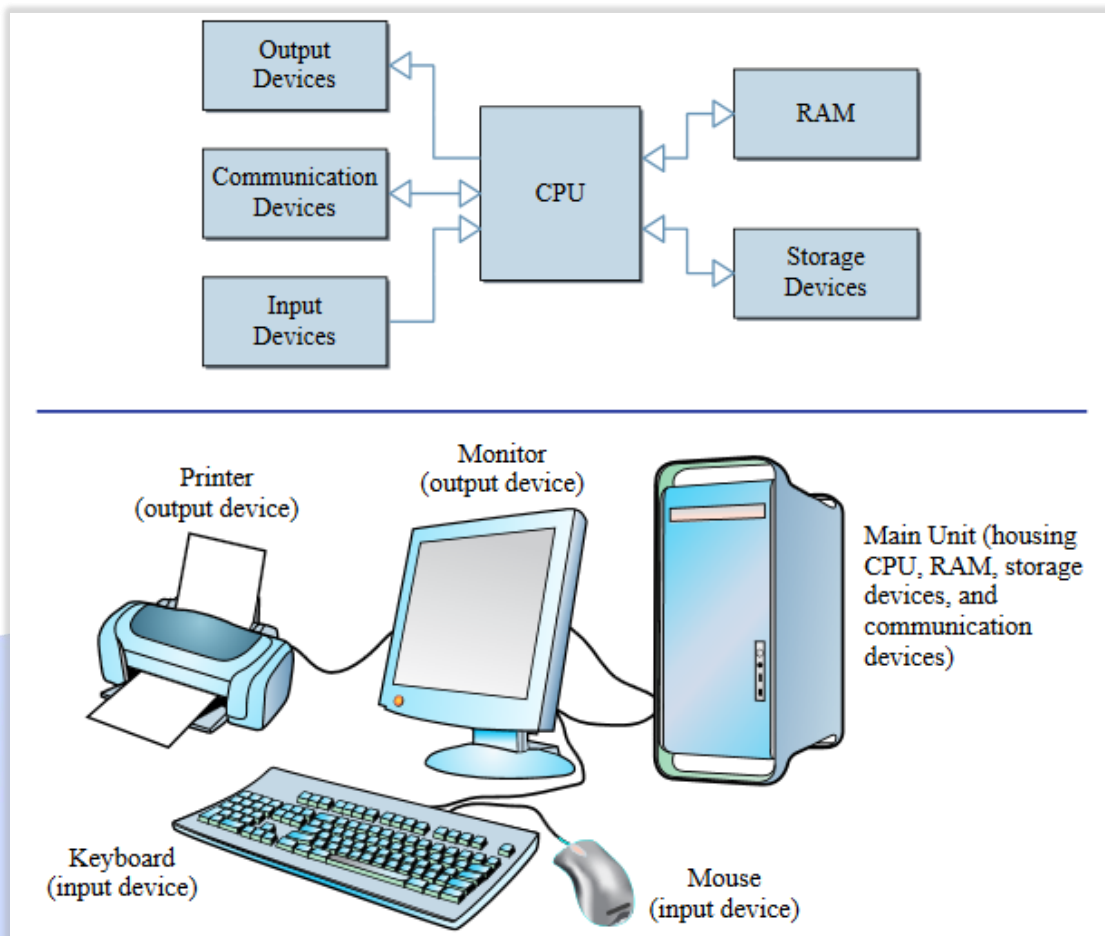 Output
Devices
Communication
Devices
Input
Devices
CPU
RAM
Storage
Devices
Printer
(output device)
Monitor
(output device)
Main Unit (housing
CPU, RAM, storage
devices, and
communication
devices)
Keyboard
(input device)
Mouse
(input device)